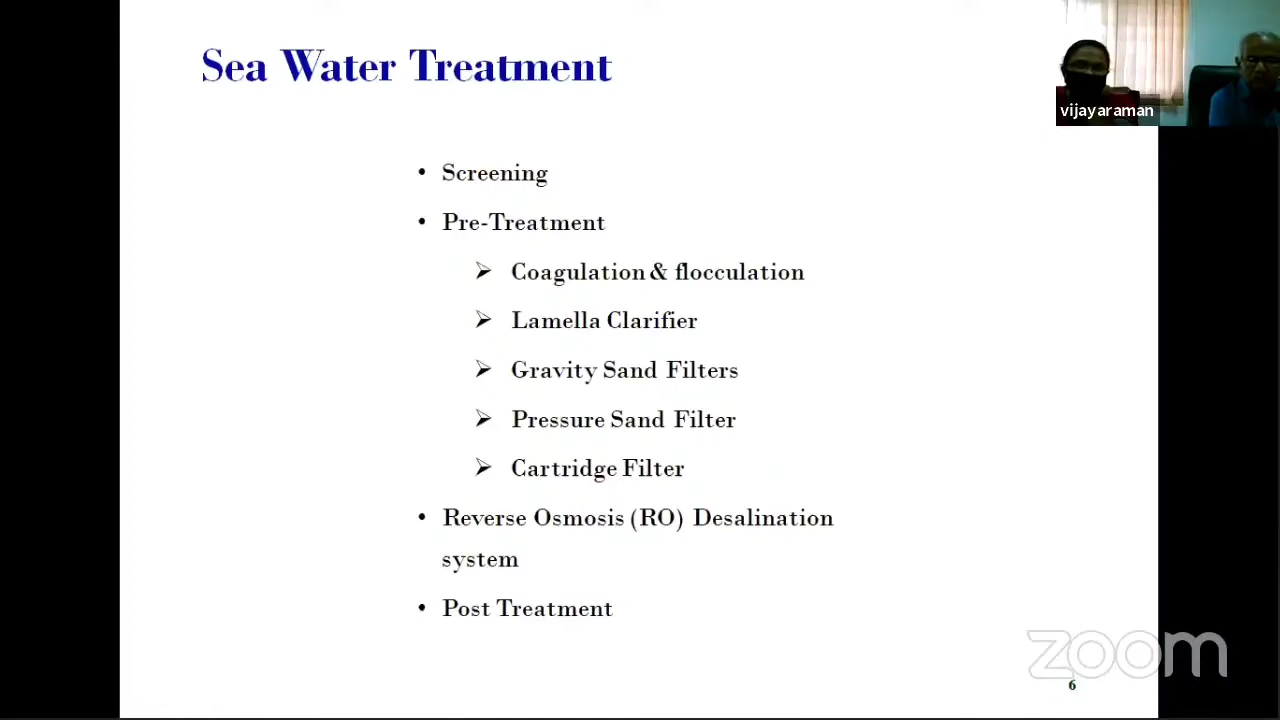 Sea Water Treatment
vijayaraman
• Screening
• Pre-Treatment
➢ Coagulation & flocculation
➢ Lamella Clarifier
➢ Gravity Sand Filters
➢ Pressure Sand Filter
➢ Cartridge Filter
• Reverse Osmosis (RO) Desalination
system
• Post Treatment
zoom
6